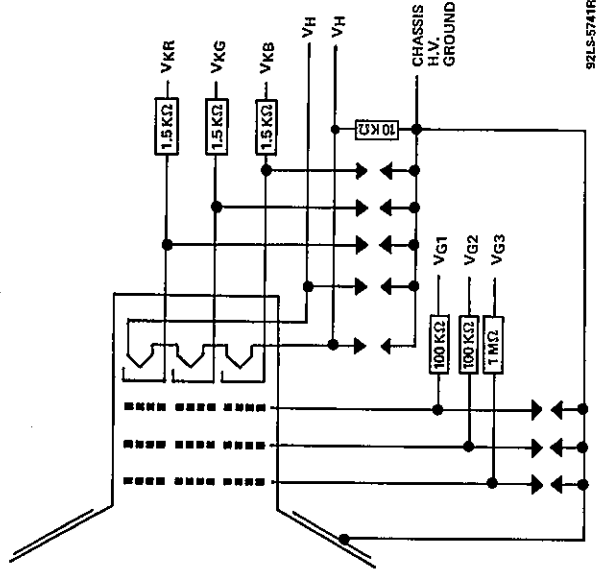 VKR
VKG
VKB
VH
VH
1.5 KΩ
1.5 KΩ
1.5 KΩ
10 KΩ
CHASSIS
H.V.
GROUND
VG1
VG2
VG3
100 KΩ
100 KΩ
1 MΩ
92LS-5741R